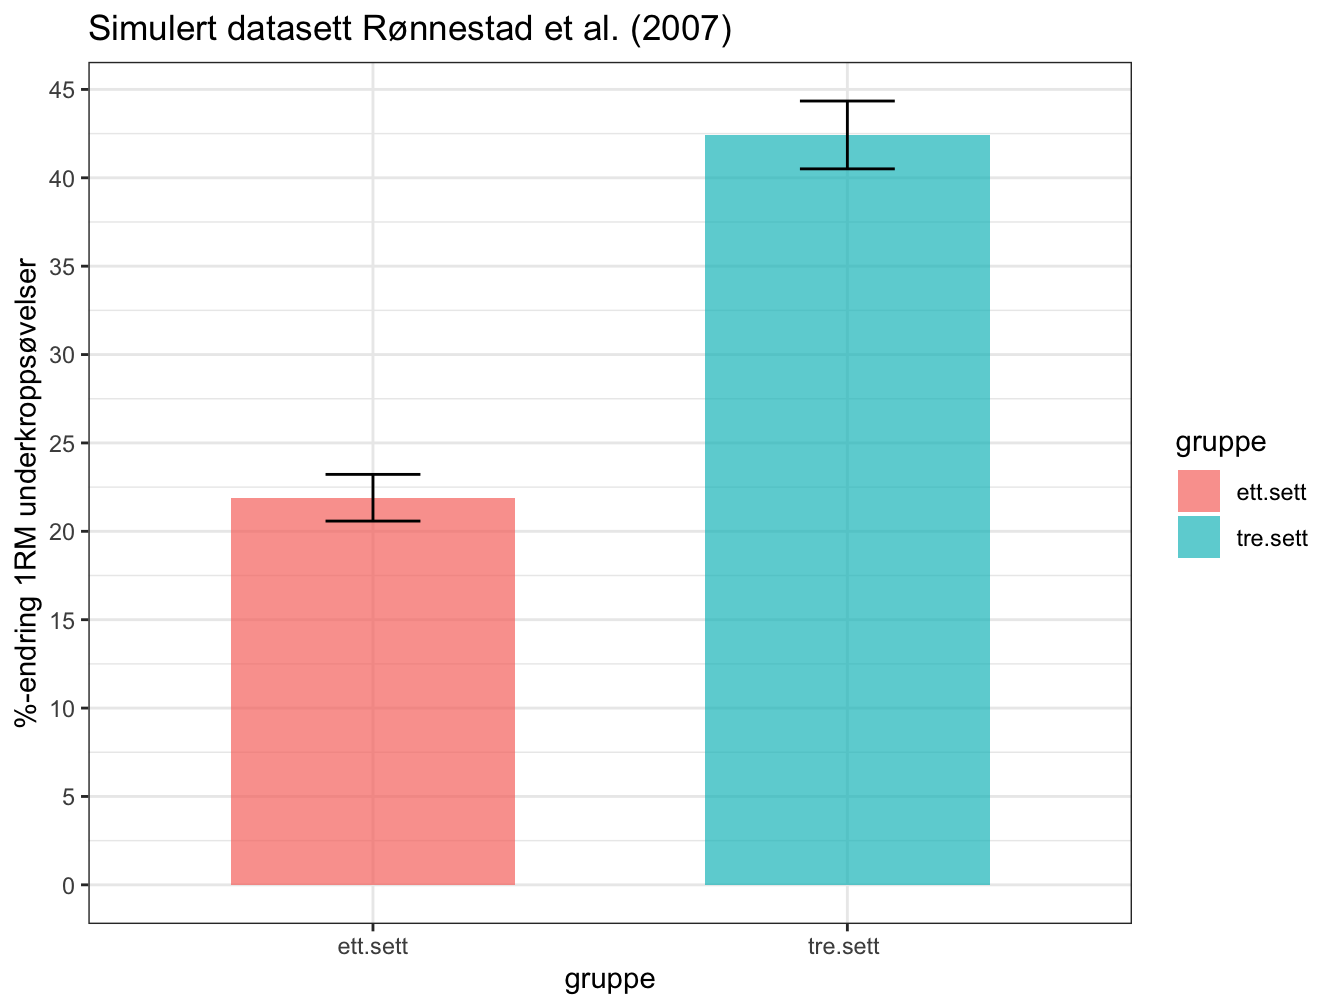 Simulert datasett Rønnestad et al. (2007)
%-endring 1RM underkroppsøvelser
45
40
35
30
25
20
15
10
5
0
ett.sett
tre.sett
gruppe
gruppe
ett.sett
tre.sett